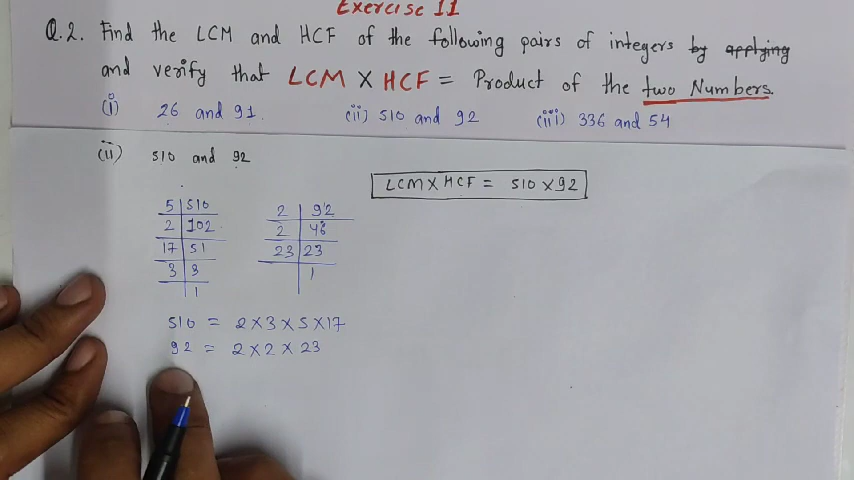 Exercise 11
Q.2. Find the LCM and HCF of the following pairs of integers by applying
and verify that LCM X HCF = Product of the two Numbers.
(i) 26 and 91. (ii) 510 and 92 (iii) 336 and 54
(ii) 510 and 92
LCM X HCF = 510 X 92
5 510 2 92
2 102 2 46
17 51 23 23
3 3 1
1
510 = 2 X 3 X 5 X 17
92 = 2 X 2 X 23